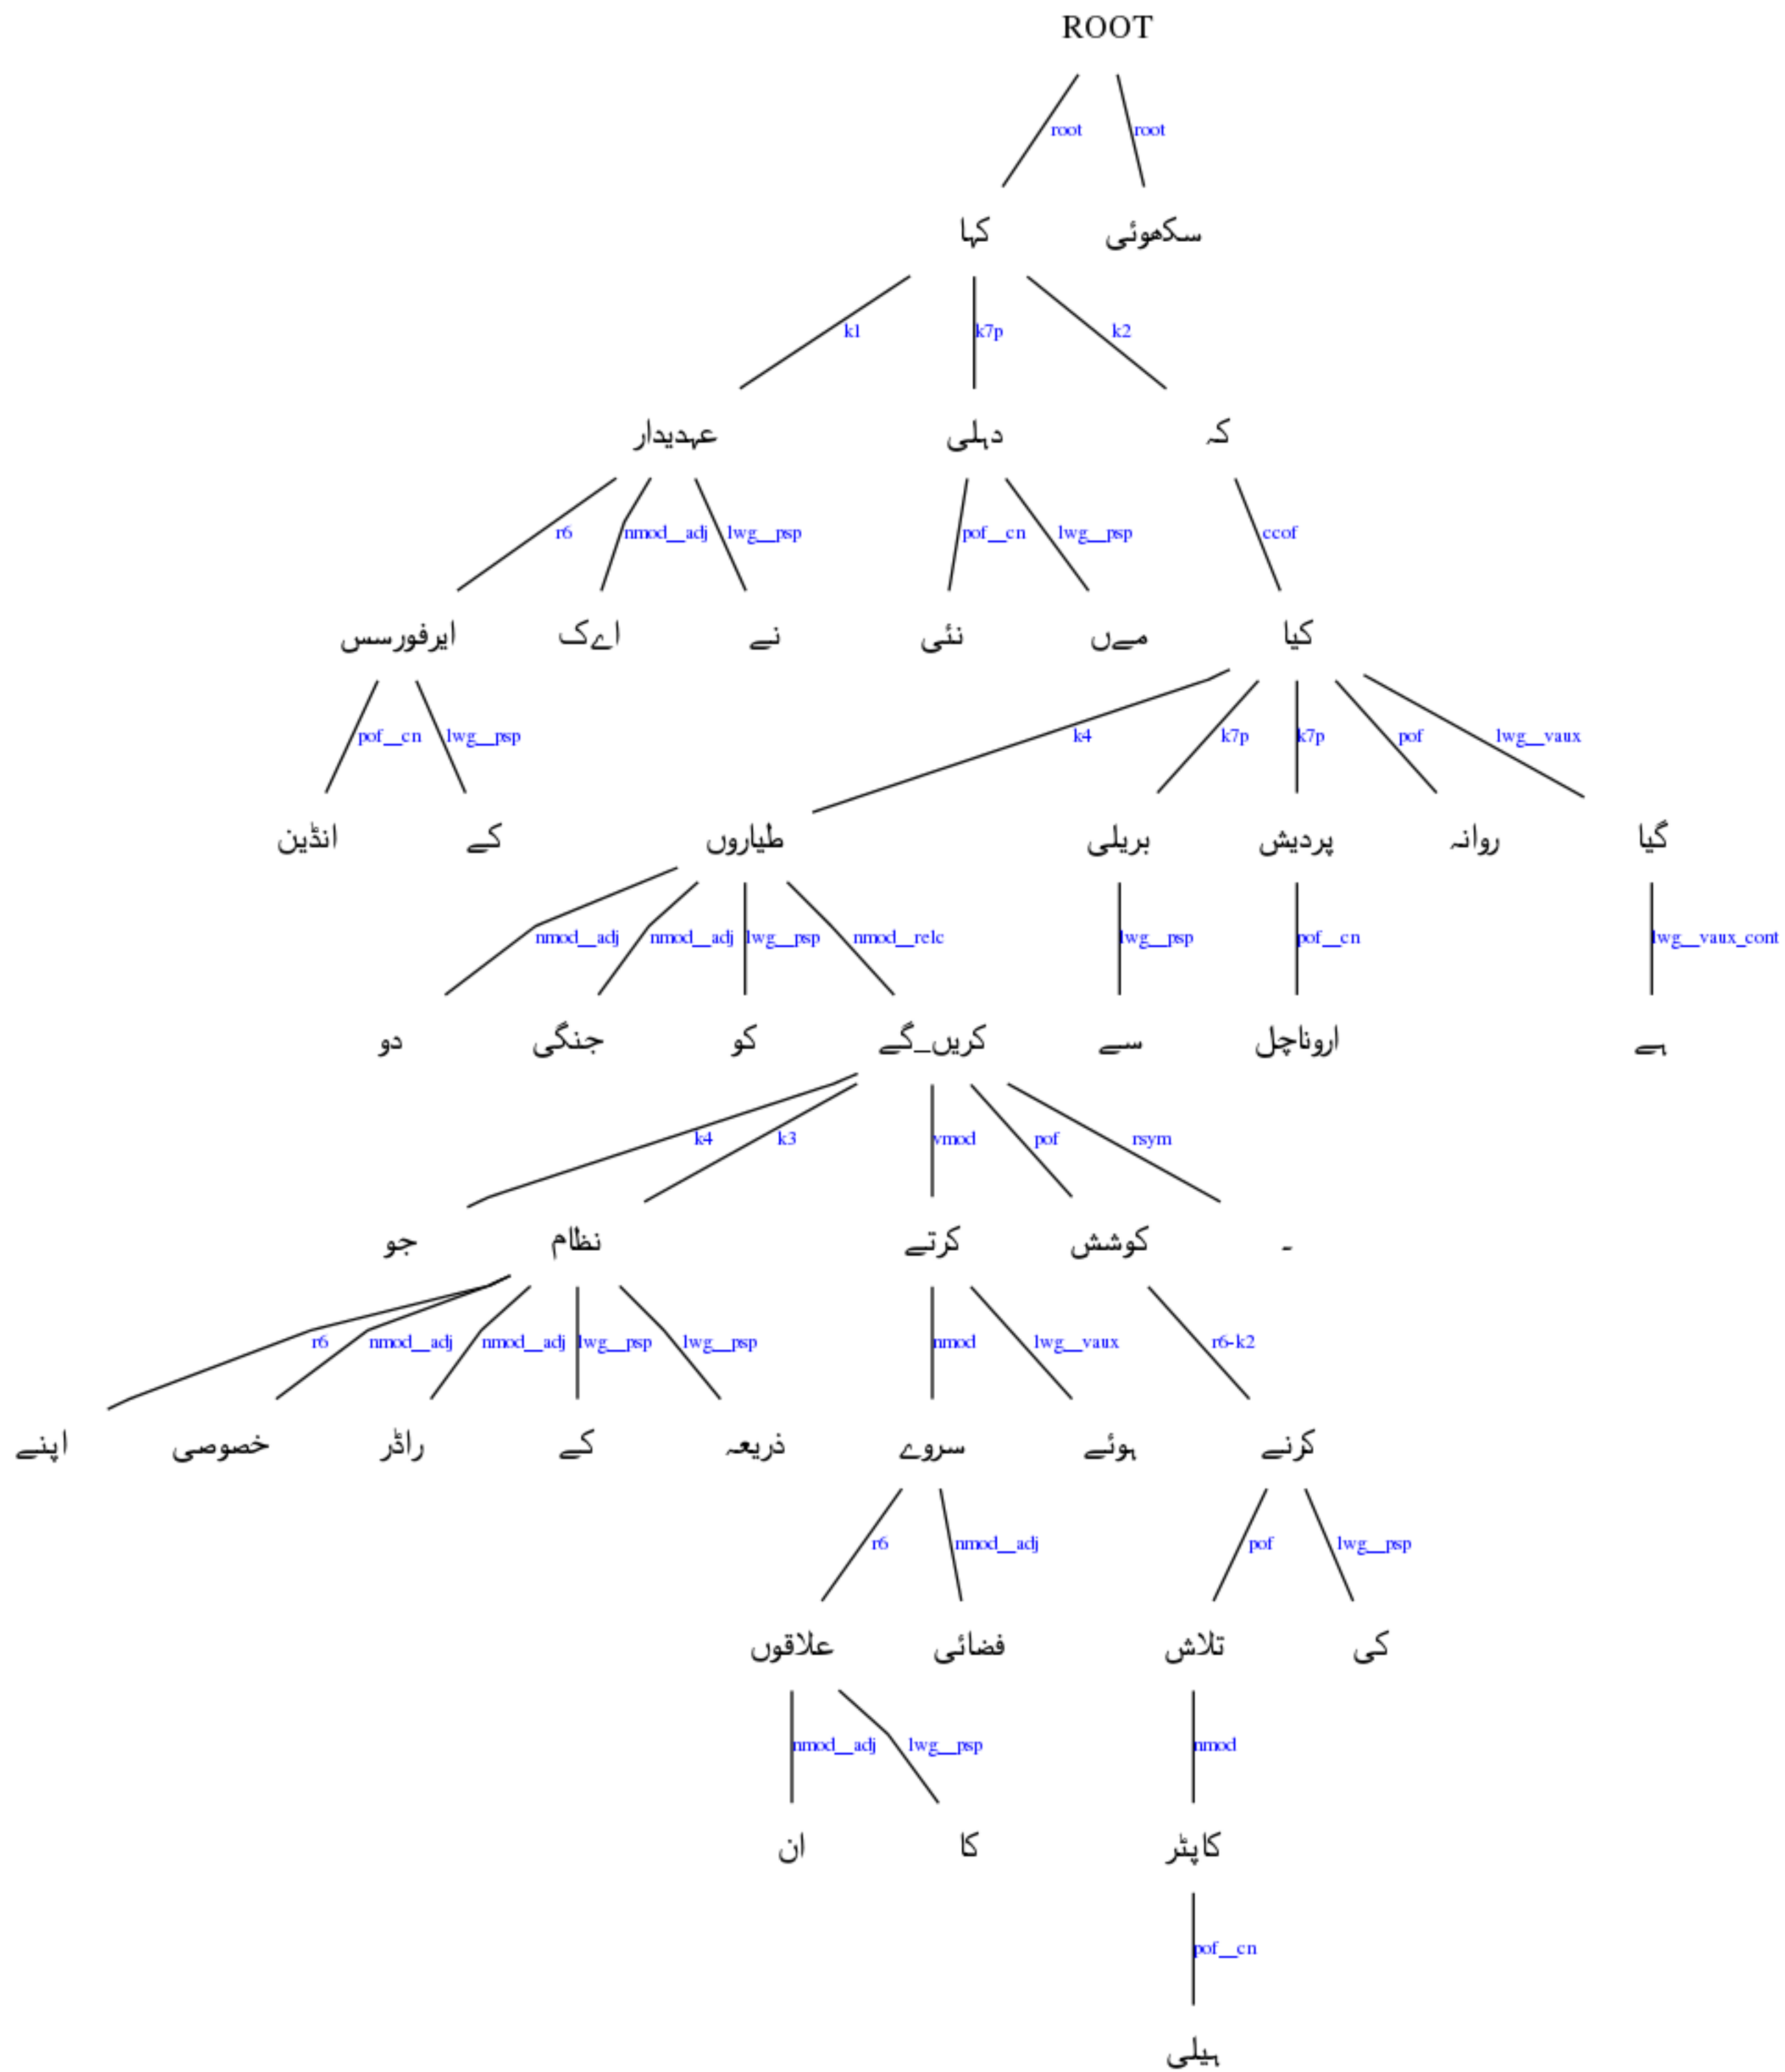 ROOT
root root
کہا سکھوئی
k1 k7p k2
عہدیدار دہلی کہ
r6 nmod__adj lwg__psp pof__cn lwg__psp ccof
ایرفورسس اےک نے نئی مےں کیا
pof__cn lwg__psp k4 k7p k7p pof lwg__vaux
انڈین کے طیاروں بریلی پردیش روانہ گیا
nmod__adj nmod__adj lwg__psp nmod__relc lwg__psp pof__cn lwg__vaux_cont
دو جنگی کو کریں_گے سے اروناچل ہے
k4 k3 vmod pof rsym
جو نظام کرتے کوشش ۔
r6 nmod__adj nmod__adj lwg__psp lwg__psp nmod lwg__vaux r6-k2
اپنے خصوصی راڈر کے ذریعہ سروے ہوئے کرنے
r6 nmod__adj pof lwg__psp
علاقوں فضائی تلاش کی
nmod__adj lwg__psp nmod
ان کا کاپٹر
pof__cn
ہیلی